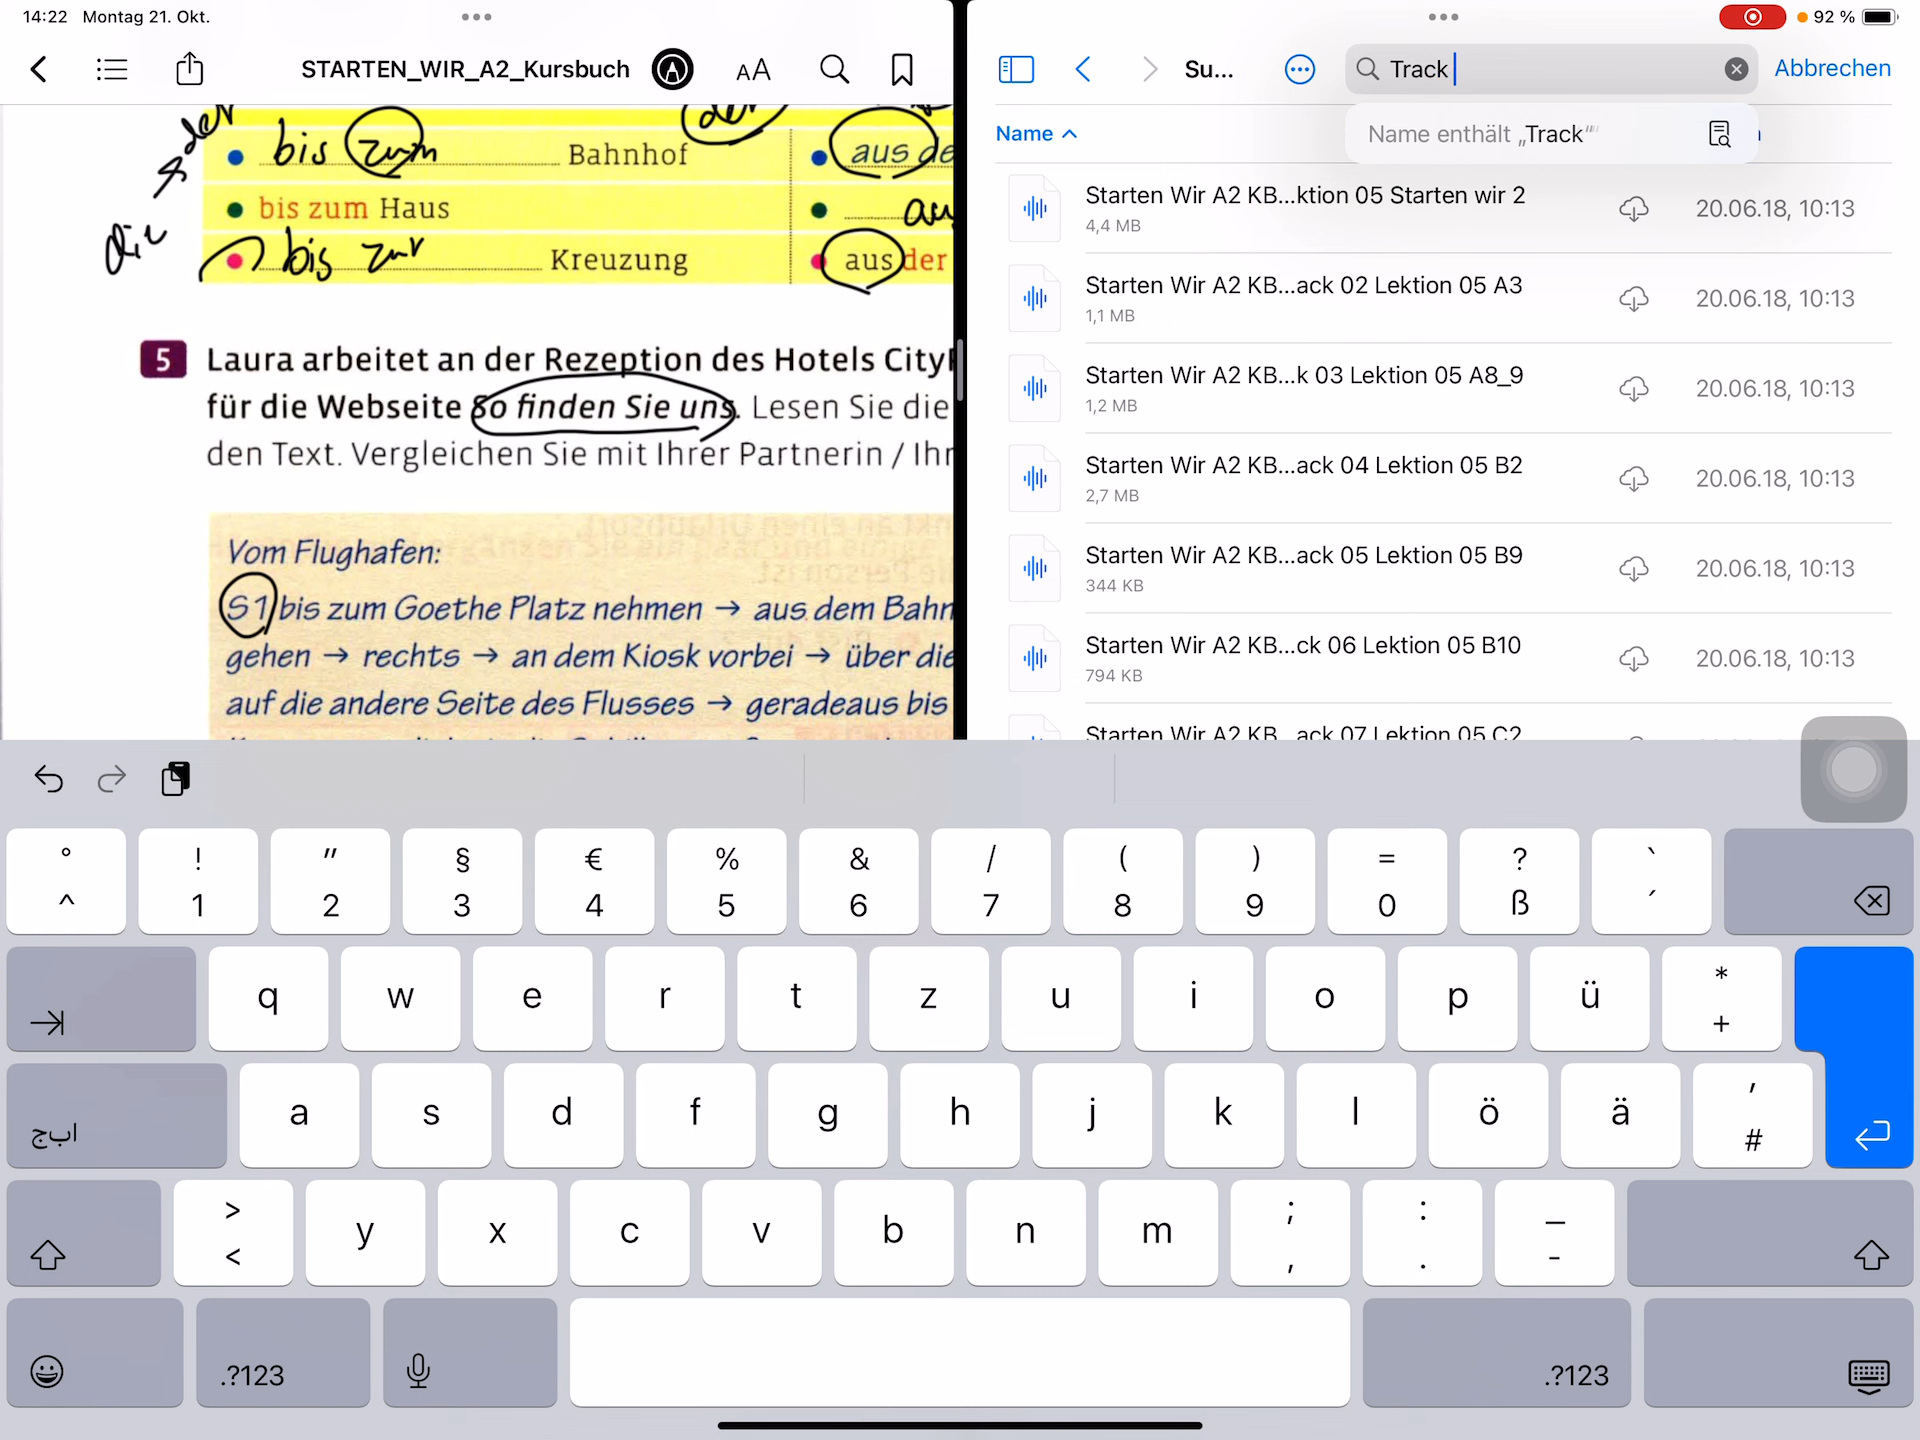 14:22 Montag 21. Okt.
92 %
STARTEN_WIR_A2_Kursbuch
AA
Su...
Track
Abbrechen
Name
Name enthält „Track“
der
die
bis zum Bahnhof
bis zum Haus
bis zur Kreuzung
der
aus de
au
aus der
5 Laura arbeitet an der Rezeption des Hotels City
für die Webseite So finden Sie uns. Lesen Sie die
den Text. Vergleichen Sie mit Ihrer Partnerin / Ihr
Vom Flughafen:
S1 bis zum Goethe Platz nehmen → aus dem Bahn
gehen → rechts → an dem Kiosk vorbei → über die
auf die andere Seite des Flusses → geradeaus bis
Starten Wir A2 KB...ktion 05 Starten wir 2
4,4 MB
20.06.18, 10:13
Starten Wir A2 KB...ack 02 Lektion 05 A3
1,1 MB
20.06.18, 10:13
Starten Wir A2 KB...k 03 Lektion 05 A8_9
1,2 MB
20.06.18, 10:13
Starten Wir A2 KB...ack 04 Lektion 05 B2
2,7 MB
20.06.18, 10:13
Starten Wir A2 KB...ack 05 Lektion 05 B9
344 KB
20.06.18, 10:13
Starten Wir A2 KB...ck 06 Lektion 05 B10
794 KB
20.06.18, 10:13
Starten Wir A2 KB...ack 07 Lektion 05 C2
° ! " § € % & / ( ) = ? `
^ 1 2 3 4 5 6 7 8 9 0 ß ´
q w e r t z u i o p ü * +
ابج a s d f g h j k l ö ä ' #
> < y x c v b n m ; , : . _ -
.?123 .?123